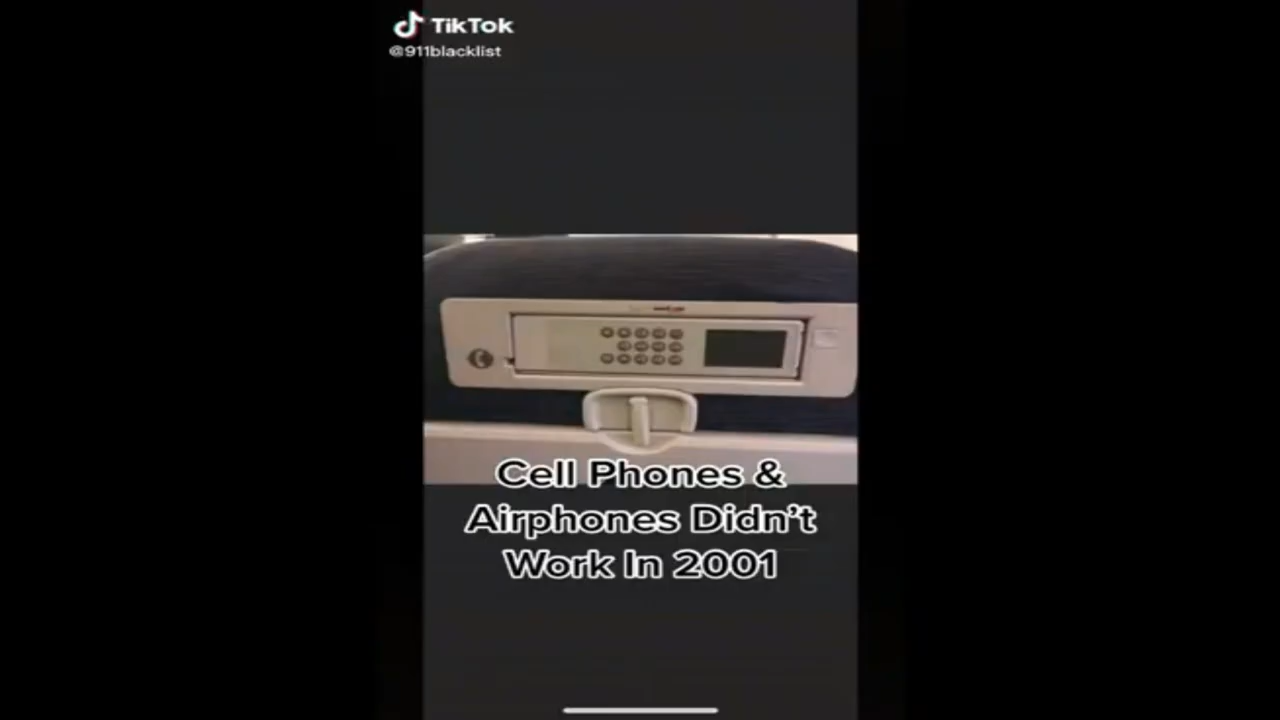 TikTok
@911blacklist
Cell Phones &
Airphones Didn't
Work In 2001